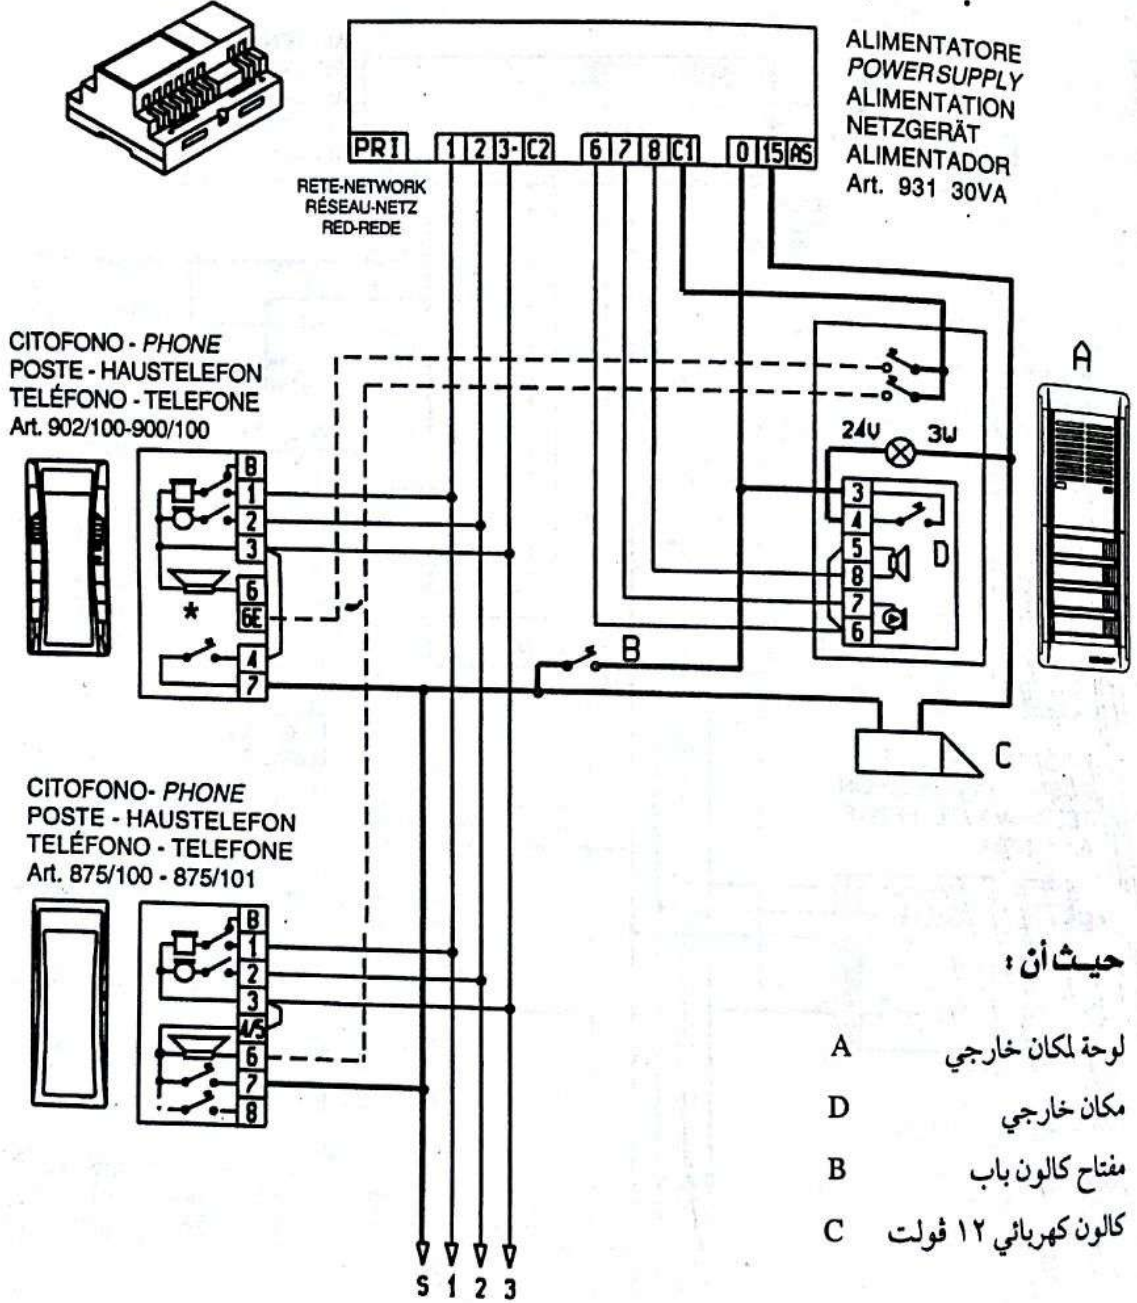 ALIMENTATORE
POWER SUPPLY
ALIMENTATION
NETZGERÄT
ALIMENTADOR
Art. 931 30VA
PRI 1 2 3- C2 6 7 8 C1 0 15 AS
RETE-NETWORK
RÉSEAU-NETZ
RED-REDE
CITOFONO - PHONE
POSTE - HAUSTELEFON
TELÉFONO - TELEFONE
Art. 902/100-900/100
A
24V 3W
B
1
2
3
6
*
6E
4
7
3
4
5
8
7
6
D
B
C
CITOFONO- PHONE
POSTE - HAUSTELEFON
TELÉFONO - TELEFONE
Art. 875/100 - 875/101
B
1
2
3
4/5
6
7
8
حيث أن :
لوحة لمكان خارجي A
مكان خارجي D
مفتاح كالون باب B
كالون كهربائي ١٢ ڤولت C
S 1 2 3